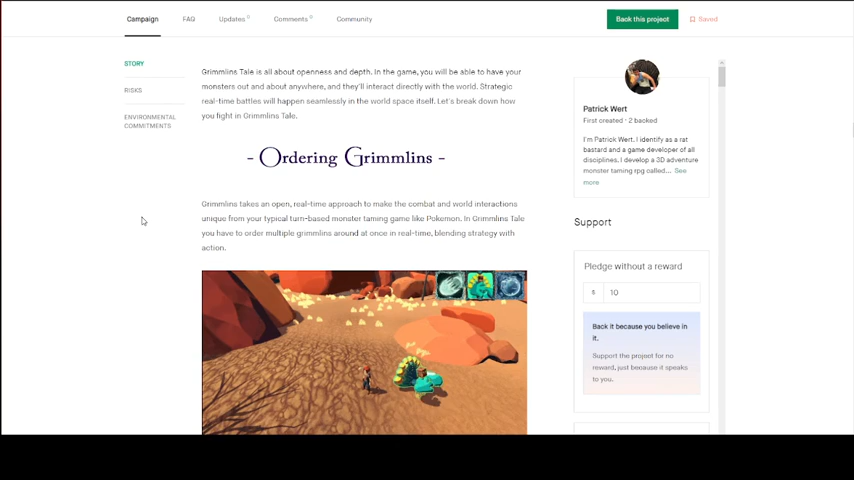 Campaign FAQ Updates 0 Comments 0 Community Back this project Saved
STORY
RISKS
ENVIRONMENTAL
COMMITMENTS
Grimmlins Tale is all about openness and depth. In the game, you will be able to have your
monsters out and about anywhere, and they'll interact directly with the world. Strategic
real-time battles will happen seamlessly in the world space itself. Let's break down how
you fight in Grimmlins Tale.
- Ordering Grimmlins -
Grimmlins takes an open, real-time approach to make the combat and world interactions
unique from your typical turn-based monster taming game like Pokemon. In Grimmlins Tale
you have to order multiple grimmlins around at once in real-time, blending strategy with
action.
Patrick Wert
First created · 2 backed
I'm Patrick Wert. I identify as a rat
bastard and a game developer of all
disciplines. I develop a 3D adventure
monster taming rpg called... See
more
Support
Pledge without a reward
$ 10
Back it because you believe in
it.
Support the project for no
reward, just because it speaks
to you.